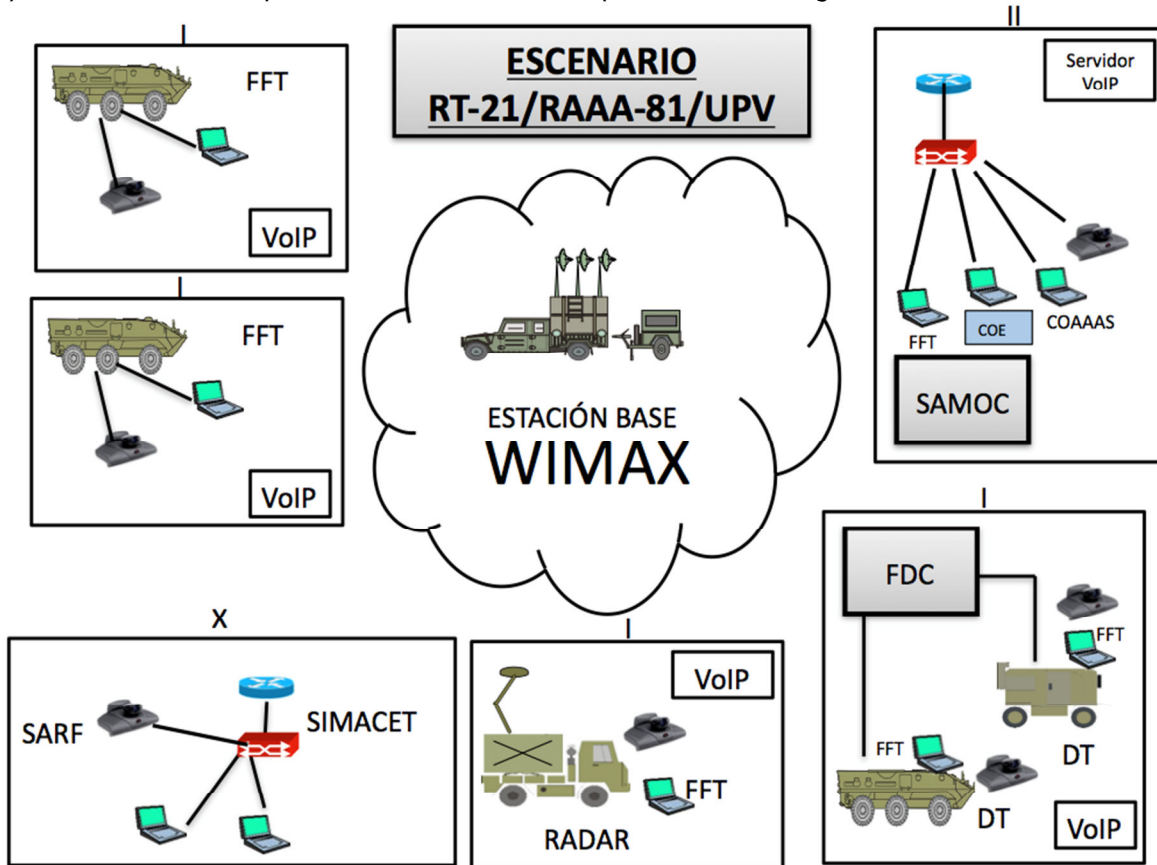 ESCENARIO
RT-21/RAAA-81/UPV
I
FFT
VoIP
I
FFT
VoIP
ESTACIÓN BASE
WIMAX
II
Servidor
VoIP
FFT
COE
COAAAS
SAMOC
X
SARF
SIMACET
I
VoIP
FFT
RADAR
I
FDC
FFT
DT
FFT
DT
VoIP